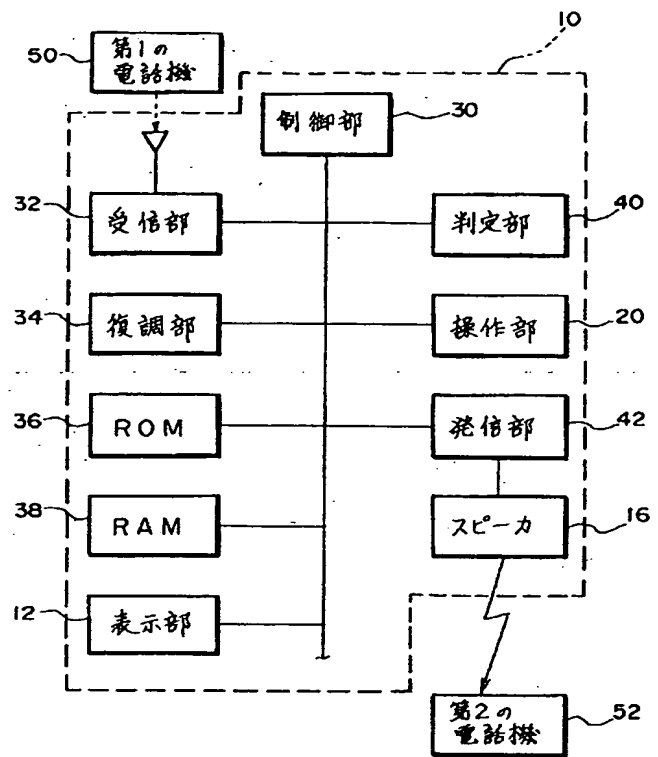 10
50
第1の
電話機
制御部
30
32
受信部
判定部
40
34
復調部
操作部
20
36
ROM
発信部
42
38
RAM
スピーカ
16
12
表示部
第2の
電話機
52